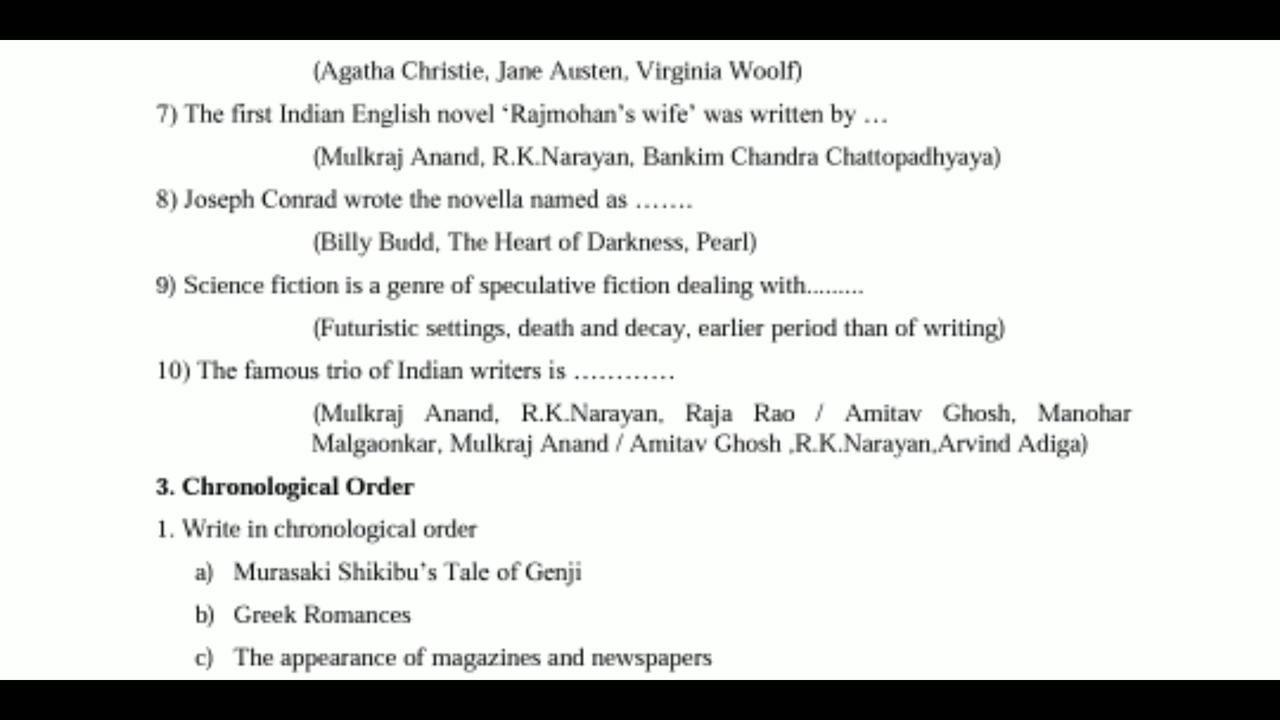 (Agatha Christie, Jane Austen, Virginia Woolf)
7) The first Indian English novel ‘Rajmohan’s wife’ was written by …
(Mulkraj Anand, R.K.Narayan, Bankim Chandra Chattopadhyaya)
8) Joseph Conrad wrote the novella named as …….
(Billy Budd, The Heart of Darkness, Pearl)
9) Science fiction is a genre of speculative fiction dealing with.........
(Futuristic settings, death and decay, earlier period than of writing)
10) The famous trio of Indian writers is …………
(Mulkraj Anand, R.K.Narayan, Raja Rao / Amitav Ghosh, Manohar
Malgaonkar, Mulkraj Anand / Amitav Ghosh ,R.K.Narayan,Arvind Adiga)
3. Chronological Order
1. Write in chronological order
a) Murasaki Shikibu’s Tale of Genji
b) Greek Romances
c) The appearance of magazines and newspapers